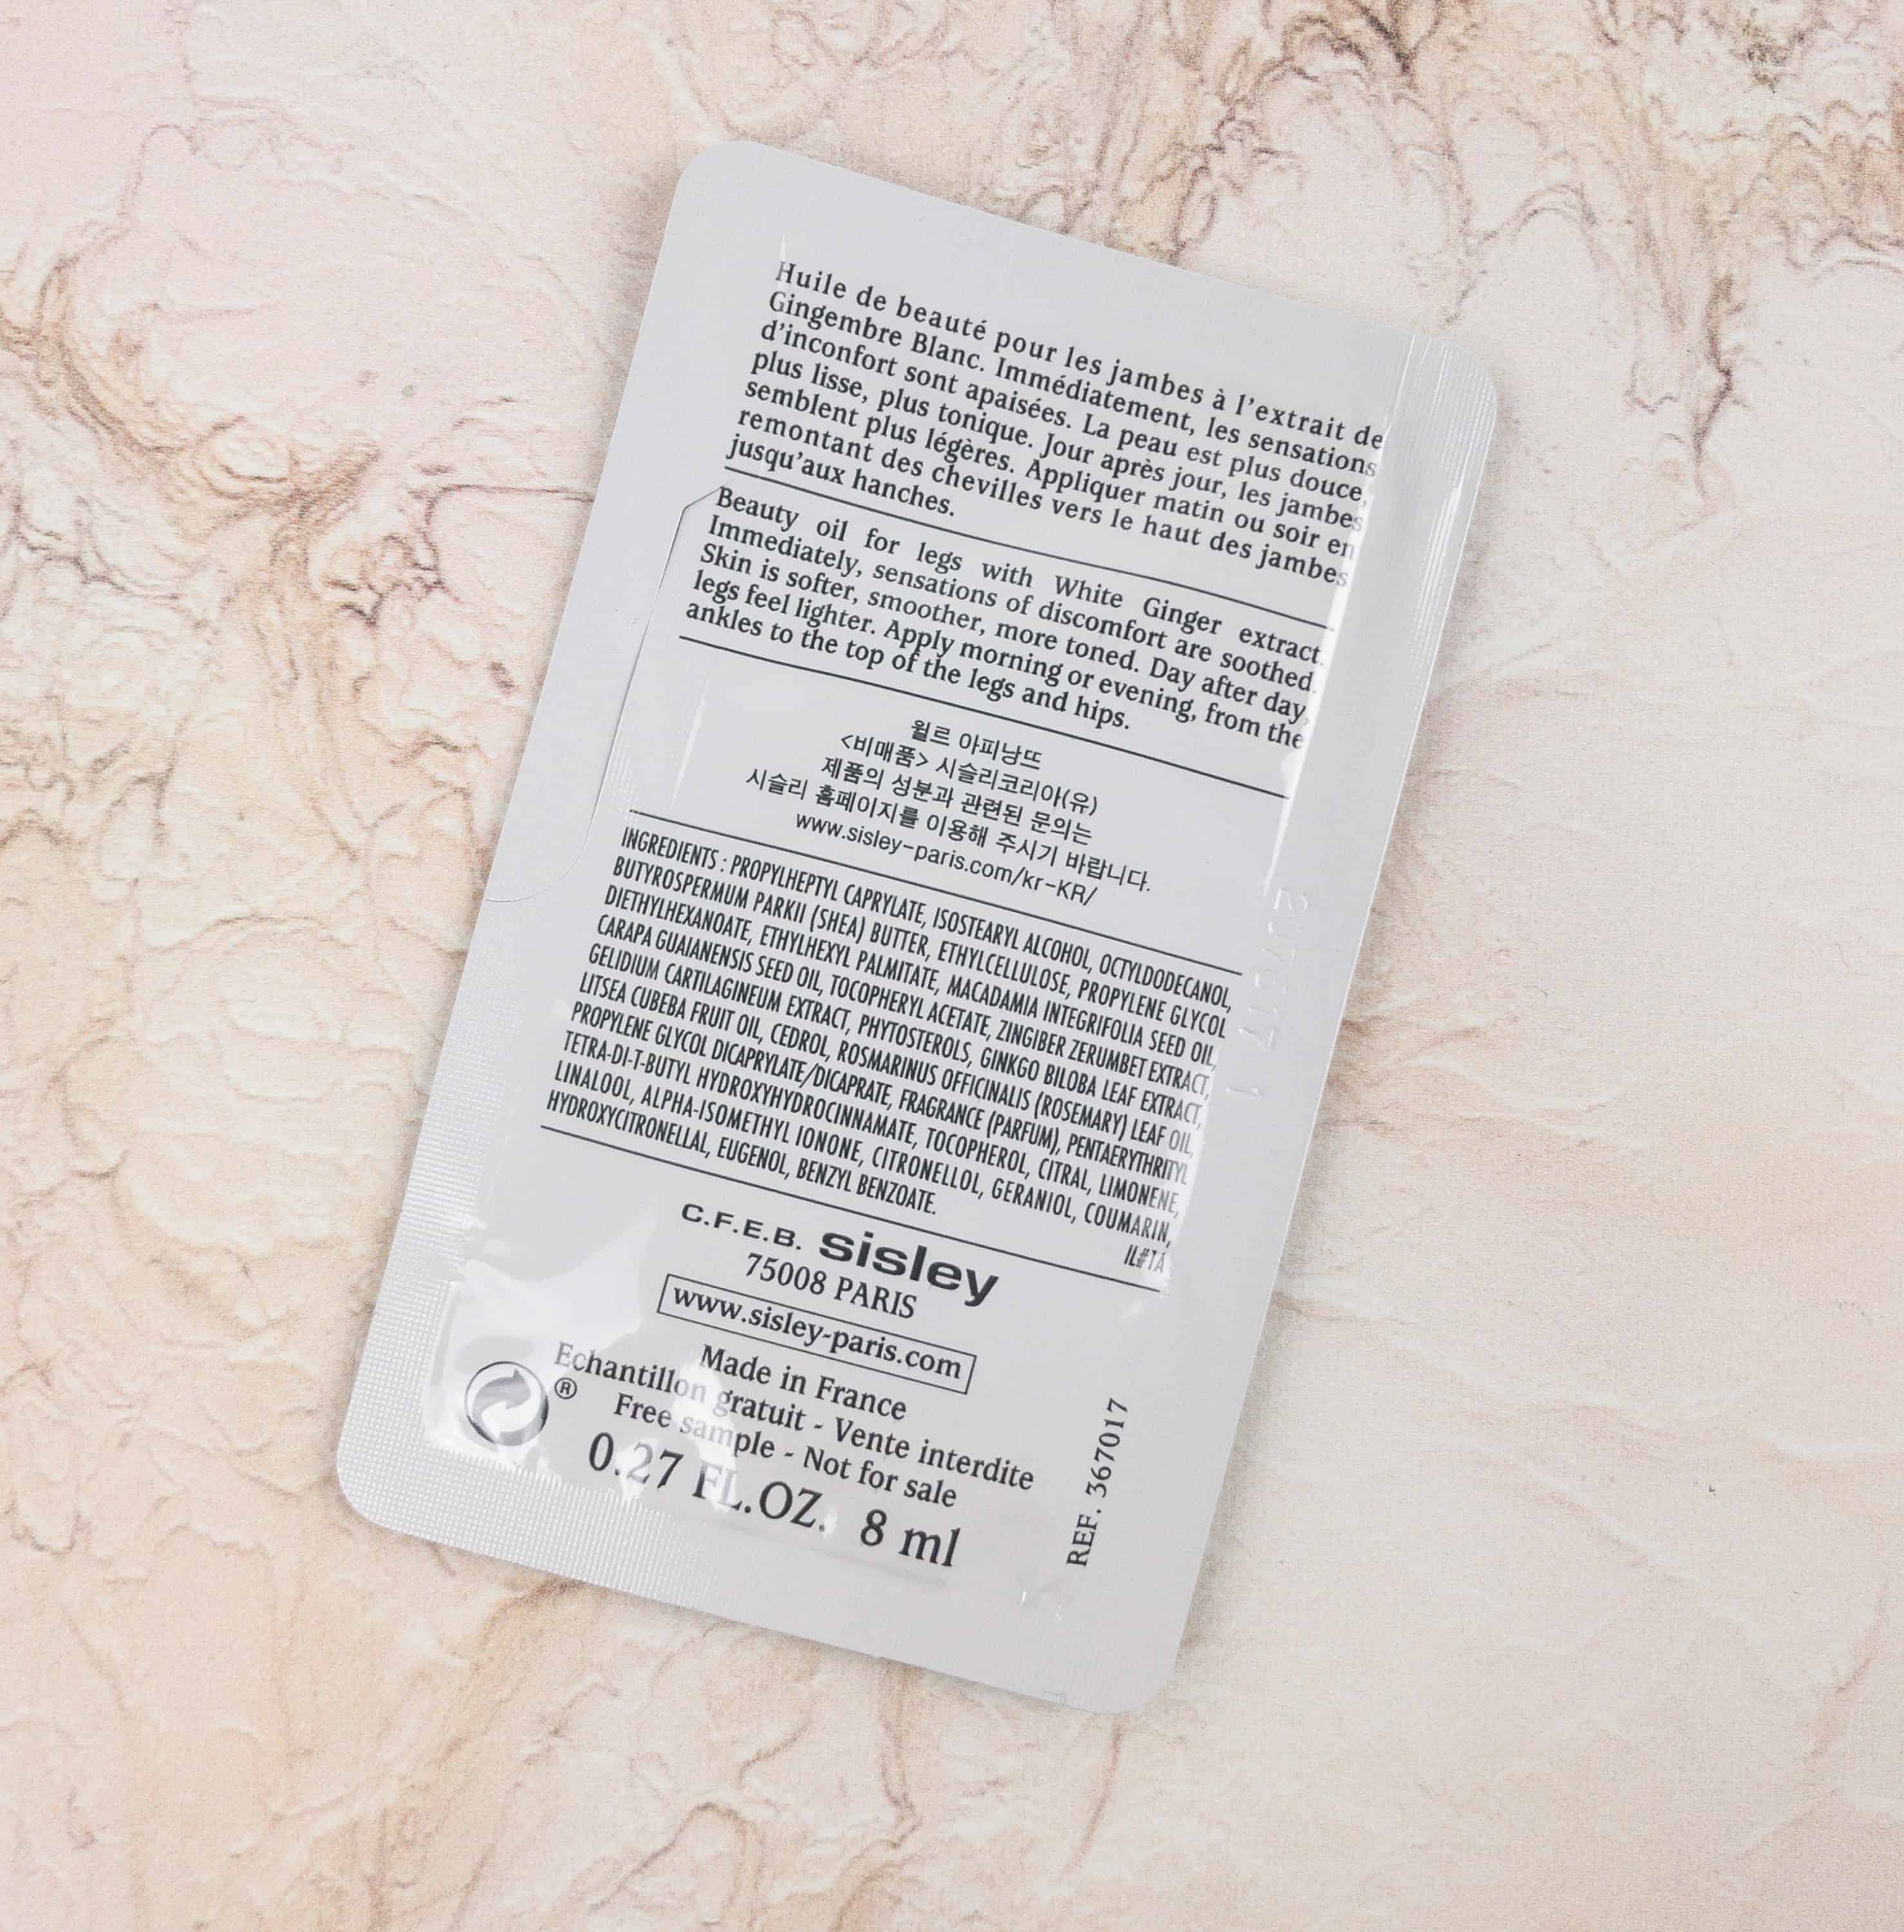 Huile de beauté pour les jambes à l'extrait de
Gingembre Blanc. Immédiatement, les sensations
d'inconfort sont apaisées. La peau est plus douce,
plus lisse, plus tonique. Jour après jour, les jambes
semblent plus légères. Appliquer matin ou soir en
remontant des chevilles vers le haut des jambes
jusqu'aux hanches.
Beauty oil for legs with White Ginger extract.
Immediately, sensations of discomfort are soothed.
Skin is softer, smoother, more toned. Day after day,
legs feel lighter. Apply morning or evening, from the
ankles to the top of the legs and hips.
윌르 아피낭뜨
<비매품> 시슬리코리아(유)
제품의 성분과 관련된 문의는
시슬리 홈페이지를 이용해 주시기 바랍니다.
www.sisley-paris.com/kr-KR/
INGREDIENTS : PROPYLHEPTYL CAPRYLATE, ISOSTEARYL ALCOHOL, OCTYLDODECANOL,
BUTYROSPERMUM PARKII (SHEA) BUTTER, ETHYLCELLULOSE, PROPYLENE GLYCOL
DIETHYLHEXANOATE, ETHYLHEXYL PALMITATE, MACADAMIA INTEGRIFOLIA SEED OIL,
CARAPA GUAIANENSIS SEED OIL, TOCOPHERYL ACETATE, ZINGIBER ZERUMBET EXTRACT,
GELIDIUM CARTILAGINEUM EXTRACT, PHYTOSTEROLS, GINKGO BILOBA LEAF EXTRACT,
LITSEA CUBEBA FRUIT OIL, CEDROL, ROSMARINUS OFFICINALIS (ROSEMARY) LEAF OIL,
PROPYLENE GLYCOL DICAPRYLATE/DICAPRATE, FRAGRANCE (PARFUM), PENTAERYTHRITYL
TETRA-DI-T-BUTYL HYDROXYHYDROCINNAMATE, TOCOPHEROL, CITRAL, LIMONENE,
LINALOOL, ALPHA-ISOMETHYL IONONE, CITRONELLOL, GERANIOL, COUMARIN,
HYDROXYCITRONELLAL, EUGENOL, BENZYL BENZOATE.
IL#1A
C.F.E.B. sisley
75008 PARIS
www.sisley-paris.com
Made in France
Echantillon gratuit - Vente interdite
Free sample - Not for sale
0.27 FL.OZ. 8 ml
®
REF. 367017